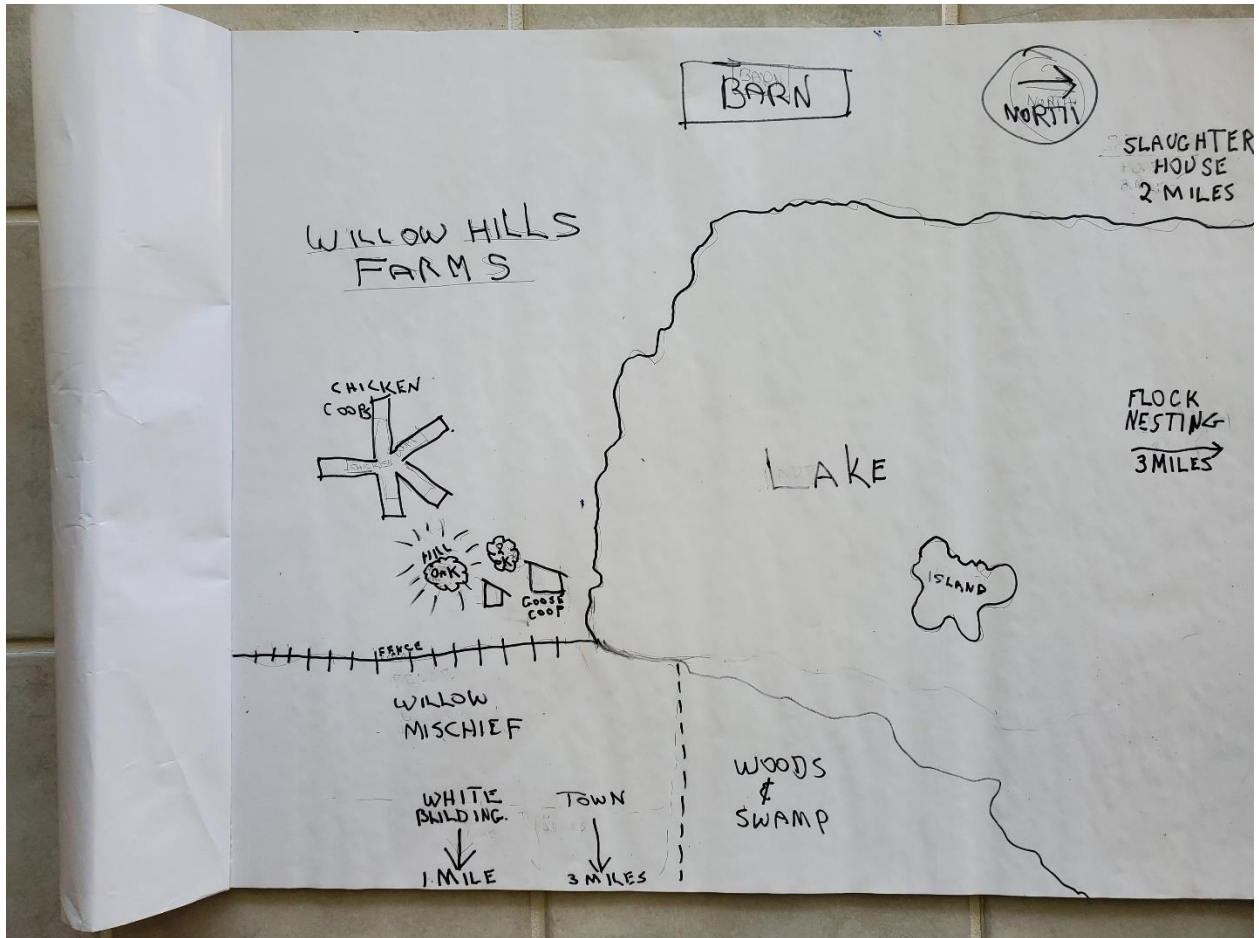 BARN
NORTH
SLAUGHTER
HOUSE
2 MILES
WILLOW HILLS
FARMS
CHICKEN
COOPS
FLOCK
NESTING
3 MILES
LAKE
HILL
OAK
GOOSE
COOP
ISLAND
FENCE
WILLOW
MISCHIEF
WHITE
BUILDING.
1 MILE
TOWN
3 MILES
WOODS
&
SWAMP